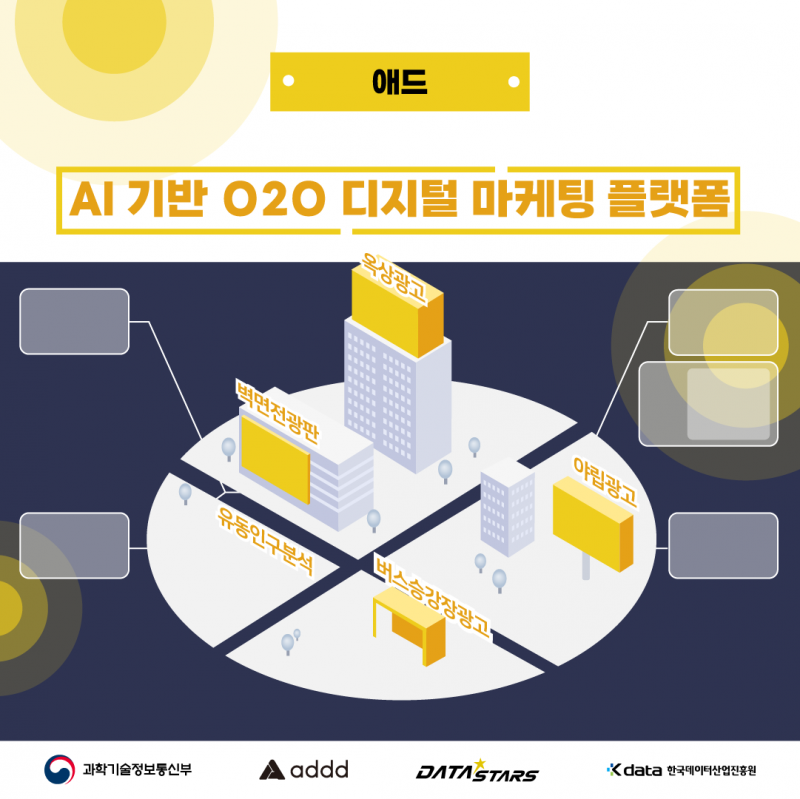 애드
AI 기반 O2O 디지털 마케팅 플랫폼
옥상광고
벽면전광판
야립광고
유동인구분석
버스승강장광고
과학기술정보통신부
addd
DATA STARS
Kdata 한국데이터산업진흥원